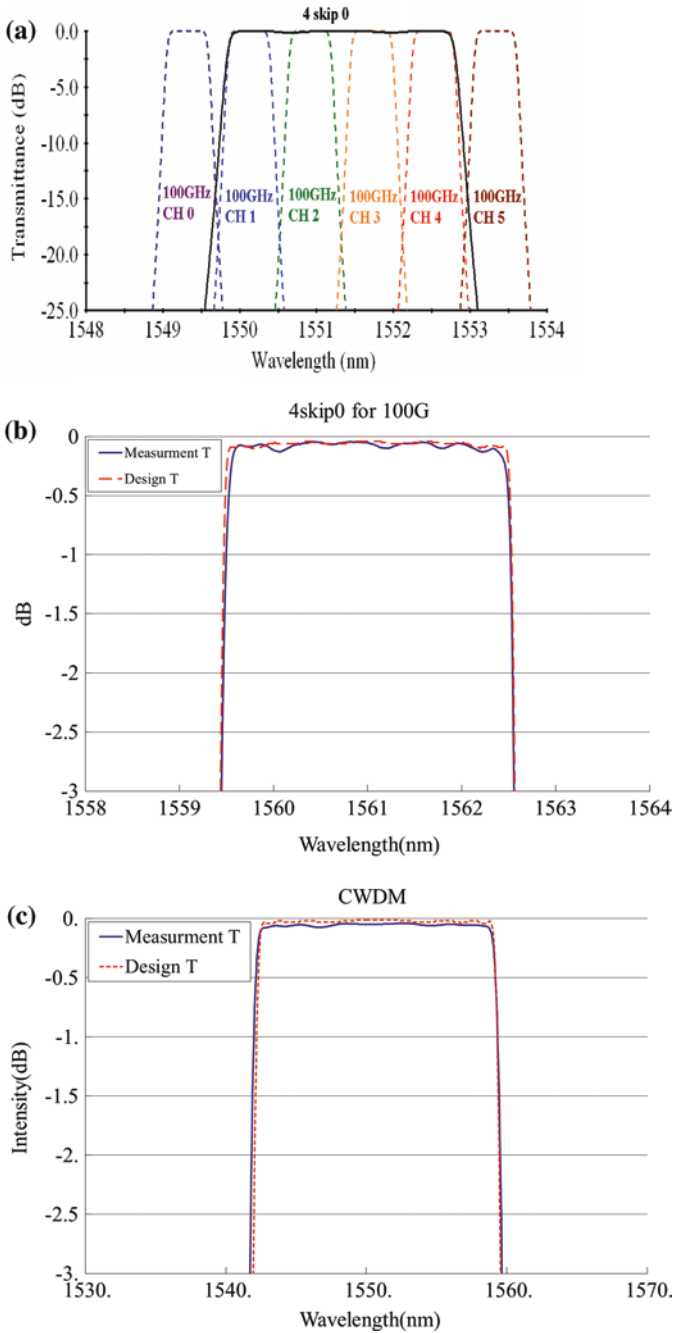 (a)
4 skip 0
Transmittance (dB)
0.0
-5.0
-10.0
-15.0
-20.0
-25.0
100GHz CH 0
100GHz CH 1
100GHz CH 2
100GHz CH 3
100GHz CH 4
100GHz CH 5
1548 1549 1550 1551 1552 1553 1554
Wavelength (nm)
(b)
4skip0 for 100G
Measurment T
Design T
dB
0
-0.5
-1
-1.5
-2
-2.5
-3
1558 1559 1560 1561 1562 1563 1564
Wavelength(nm)
(c)
CWDM
Measurment T
Design T
Intensity(dB)
0.
-0.5
-1.
-1.5
-2.
-2.5
-3.
1530. 1540. 1550. 1560. 1570.
Wavelength(nm)